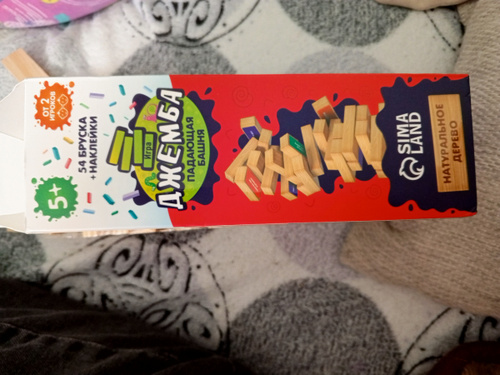 ОТ 2
ИГРОКОВ
5+
54 БРУСКА
+НАКЛЕЙКИ
Игра
ДЖЕМБА
ПАДАЮЩАЯ
БАШНЯ
SIMA
LAND
НАТУРАЛЬНОЕ
ДЕРЕВО